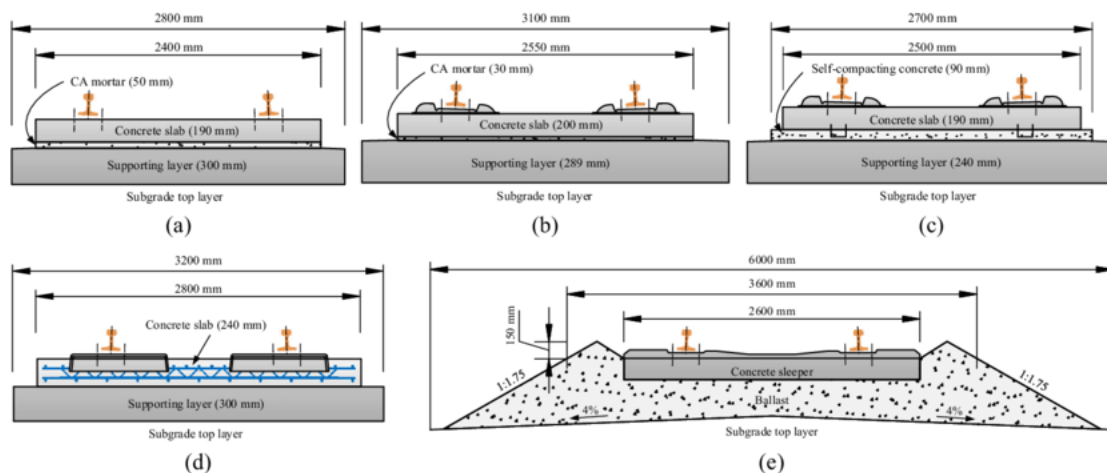 2800 mm
2400 mm
CA mortar (50 mm)
Concrete slab (190 mm)
Supporting layer (300 mm)
Subgrade top layer
(a)
3100 mm
2550 mm
CA mortar (30 mm)
Concrete slab (200 mm)
Supporting layer (289 mm)
Subgrade top layer
(b)
2700 mm
2500 mm
Self-compacting concrete (90 mm)
Concrete slab (190 mm)
Supporting layer (240 mm)
Subgrade top layer
(c)
3200 mm
2800 mm
Concrete slab (240 mm)
Supporting layer (300 mm)
Subgrade top layer
(d)
6000 mm
3600 mm
2600 mm
150 mm
1:1.75
1:1.75
Concrete sleeper
Ballast
4%
4%
Subgrade top layer
(e)